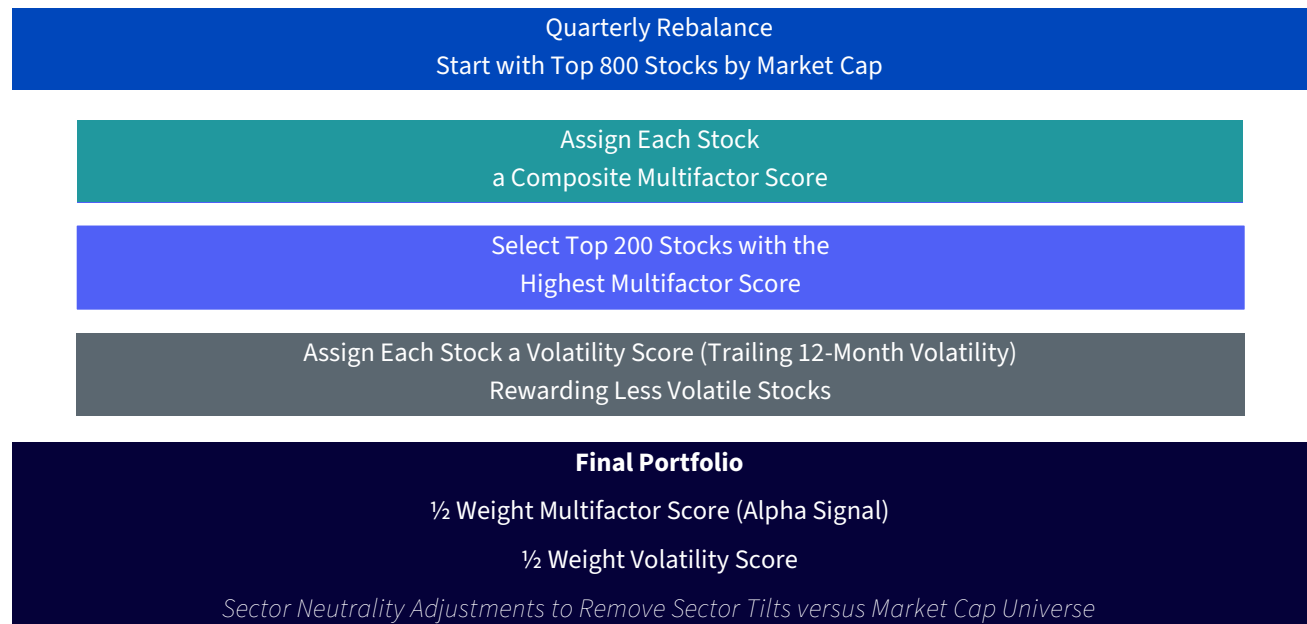 Quarterly Rebalance
Start with Top 800 Stocks by Market Cap
Assign Each Stock
a Composite Multifactor Score
Select Top 200 Stocks with the
Highest Multifactor Score
Assign Each Stock a Volatility Score (Trailing 12-Month Volatility)
Rewarding Less Volatile Stocks
Final Portfolio
½ Weight Multifactor Score (Alpha Signal)
½ Weight Volatility Score
Sector Neutrality Adjustments to Remove Sector Tilts versus Market Cap Universe